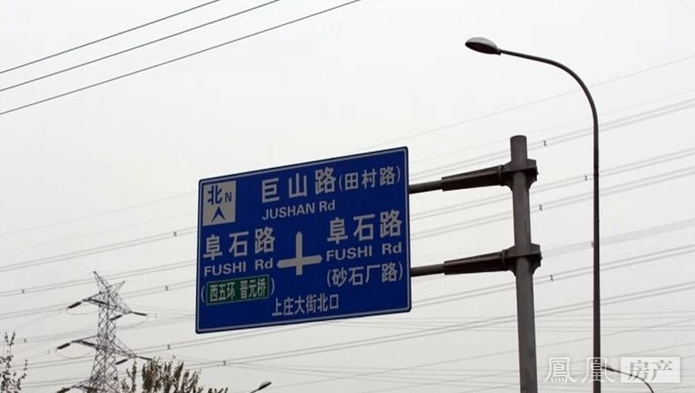 北N
巨山路(田村路)
JUSHAN Rd
阜石路
FUSHI Rd
(西五环 晋元桥)
阜石路
FUSHI Rd
(砂石厂路)
上庄大街北口
鳳凰 房产